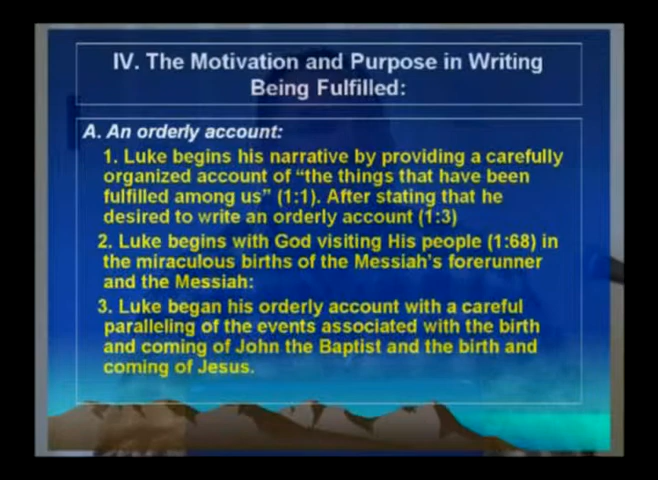 IV. The Motivation and Purpose in Writing
Being Fulfilled:
A. An orderly account:
1. Luke begins his narrative by providing a carefully
organized account of “the things that have been
fulfilled among us” (1:1). After stating that he
desired to write an orderly account (1:3)
2. Luke begins with God visiting His people (1:68) in
the miraculous births of the Messiah's forerunner
and the Messiah:
3. Luke began his orderly account with a careful
paralleling of the events associated with the birth
and coming of John the Baptist and the birth and
coming of Jesus.